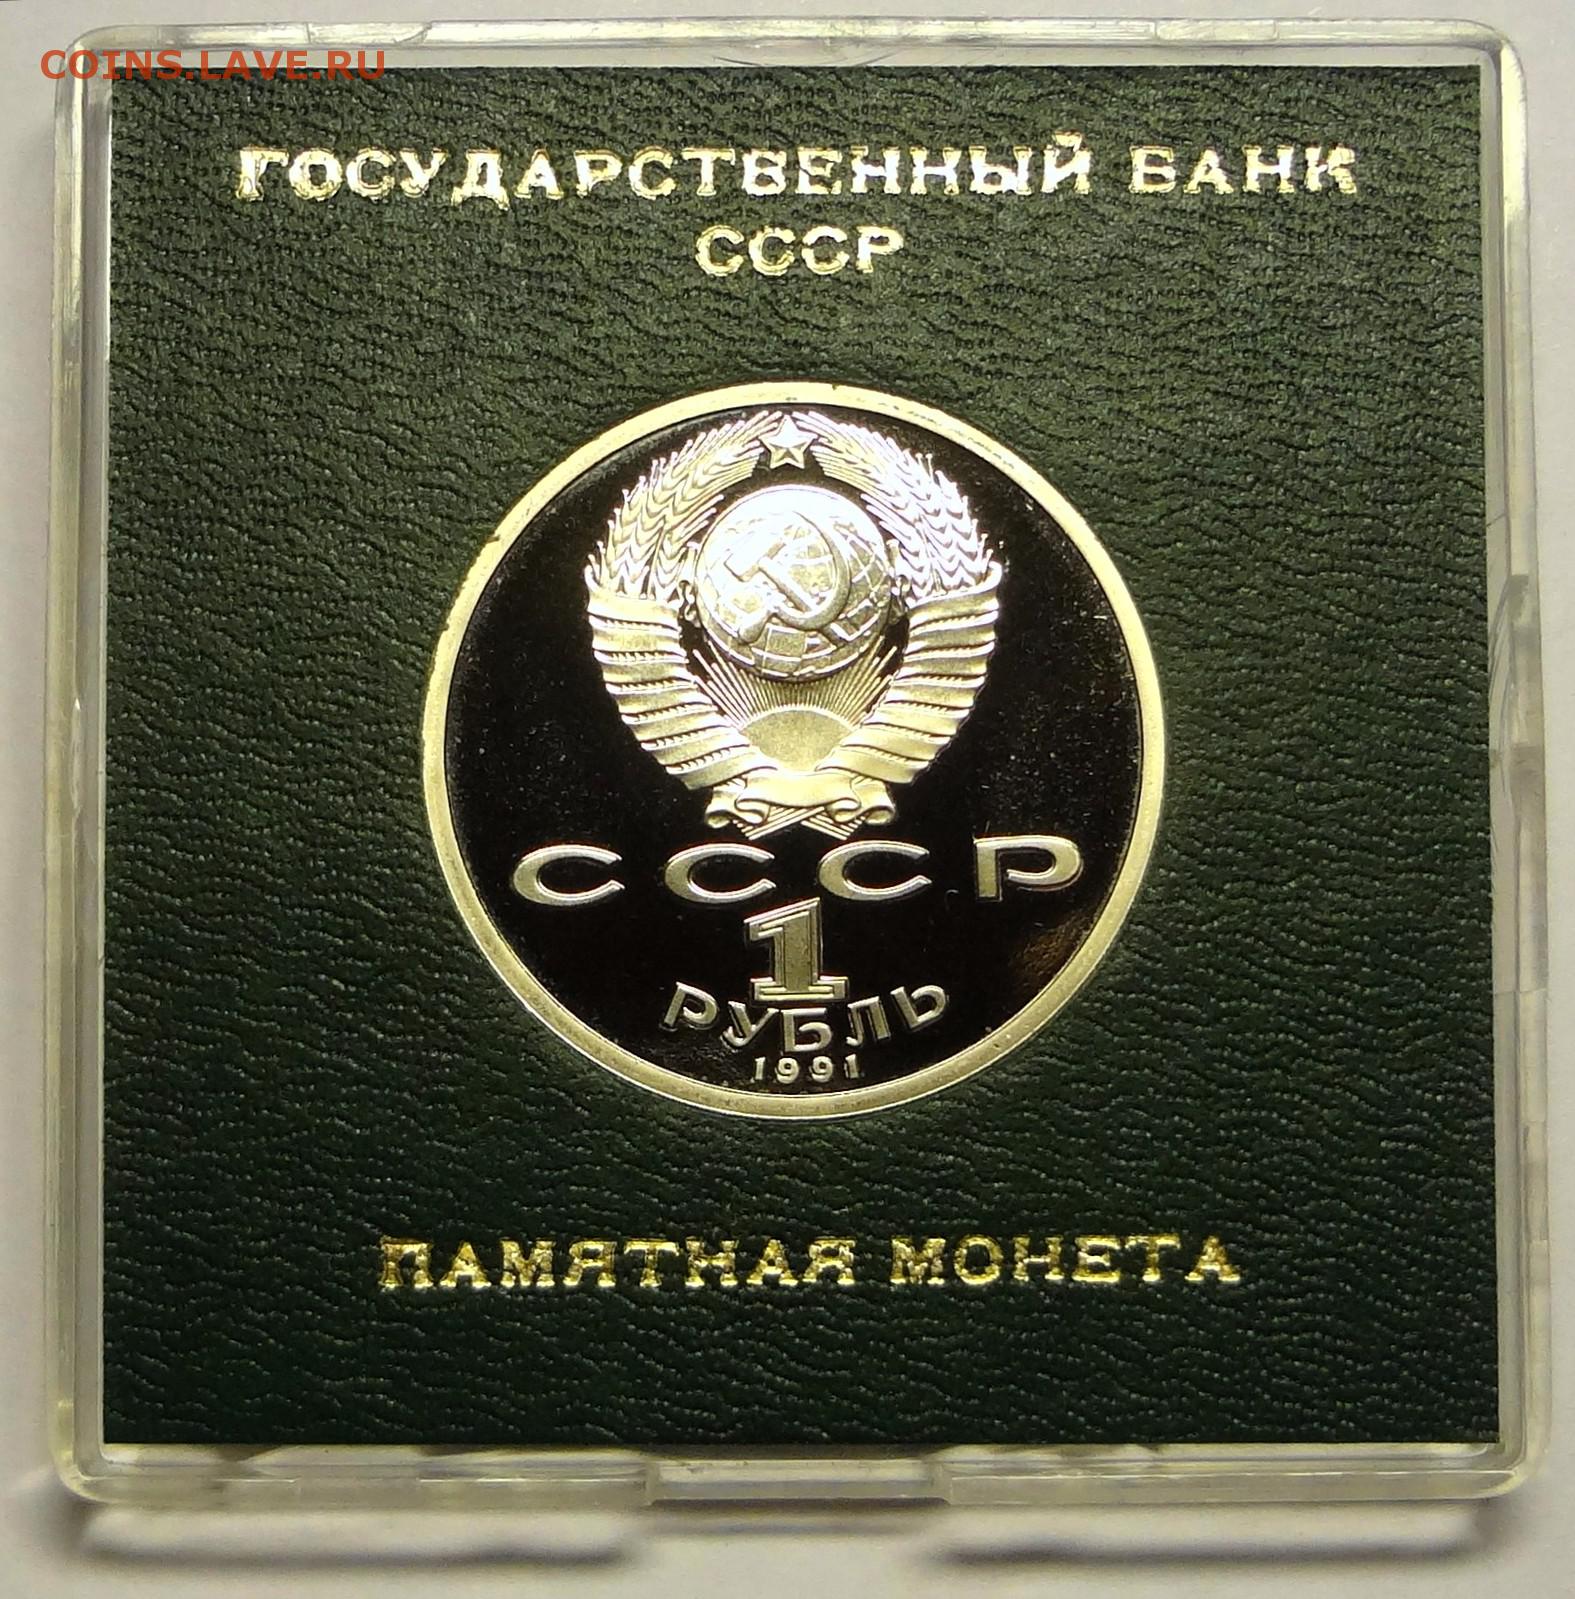 COINS.LAVE.RU
ГОСУДАРСТВЕННЫЙ БАНК
СССР
СССР
1
РУБЛЬ
1991
ПАМЯТНАЯ МОНЕТА